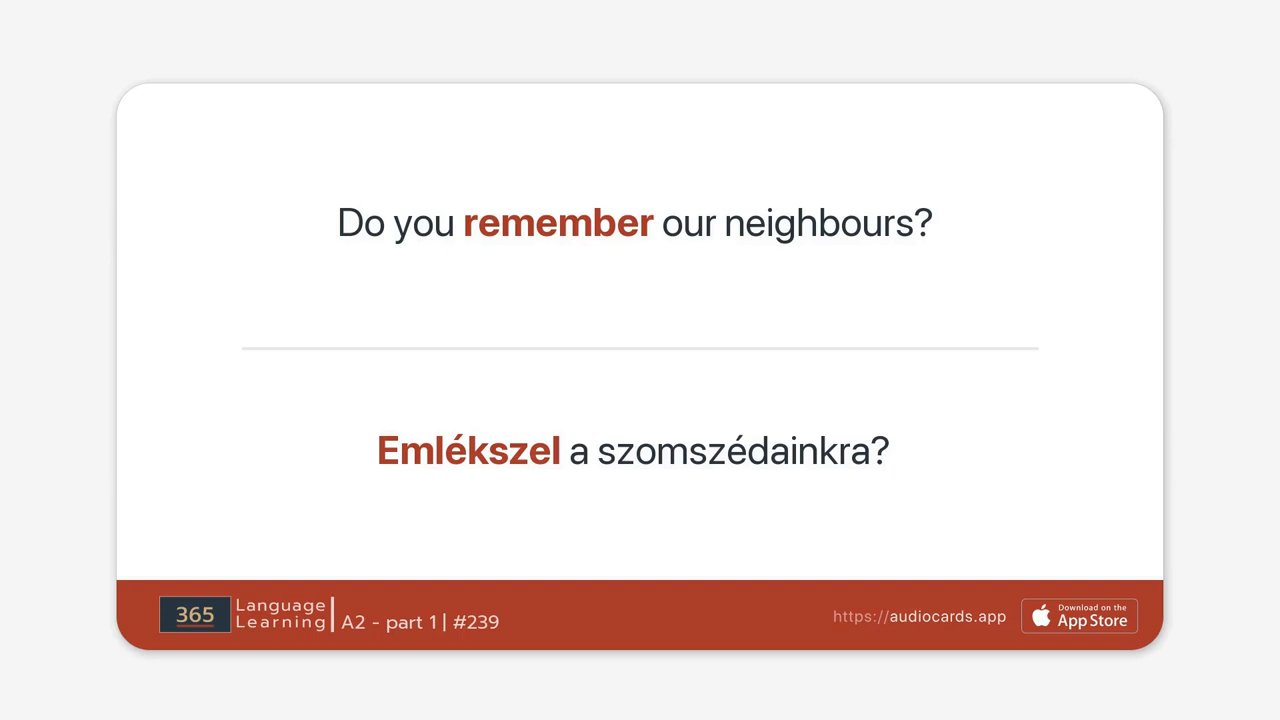 Do you remember our neighbours?
Emlékszel a szomszédainkra?
365 Language Learning
A2 - part 1 | #239
https://audiocards.app
Download on the
App Store